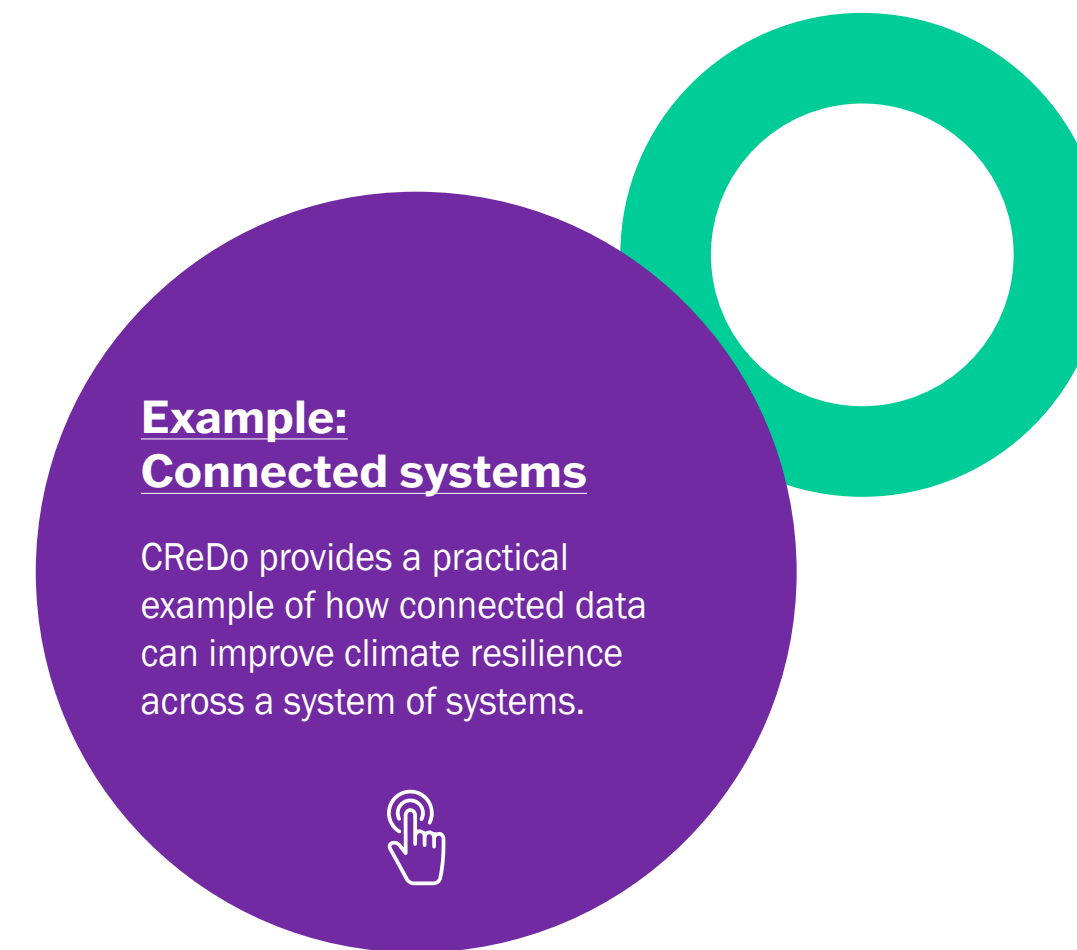 Example:
Connected systems
CReDo provides a practical
example of how connected data
can improve climate resilience
across a system of systems.